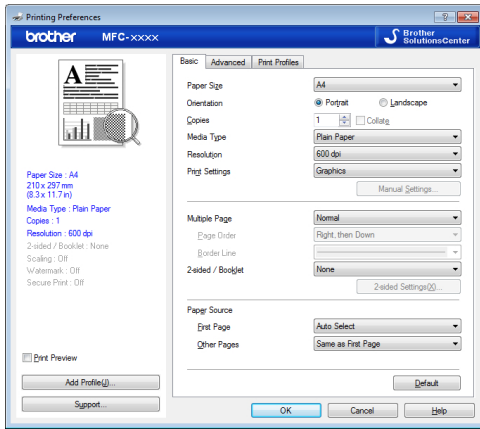 Printing Preferences
brother MFC-xxxx
Brother
SolutionsCenter
A
Paper Size : A4
210 x 297 mm
(8.3 x 11.7 in)
Media Type : Plain Paper
Copies : 1
Resolution : 600 dpi
2-sided / Booklet : None
Scaling : Off
Watermark : Off
Secure Print : Off
Print Preview
Add Profile(J)...
Support...
Basic Advanced Print Profiles
Paper Size A4
Orientation Portrait Landscape
Copies 1 Collate
Media Type Plain Paper
Resolution 600 dpi
Print Settings Graphics
Manual Settings...
Multiple Page Normal
Page Order Right, then Down
Border Line
2-sided / Booklet None
2-sided Settings(X)...
Paper Source
First Page Auto Select
Other Pages Same as First Page
Default
OK Cancel Help